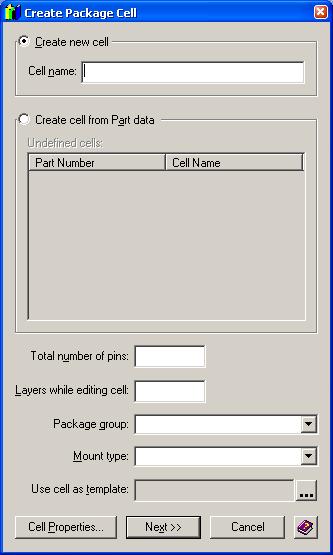 Create Package Cell
Create new cell
Cell name:
Create cell from Part data
Undefined cells:
Part Number Cell Name
Total number of pins:
Layers while editing cell:
Package group:
Mount type:
Use cell as template: ...
Cell Properties... Next >> Cancel